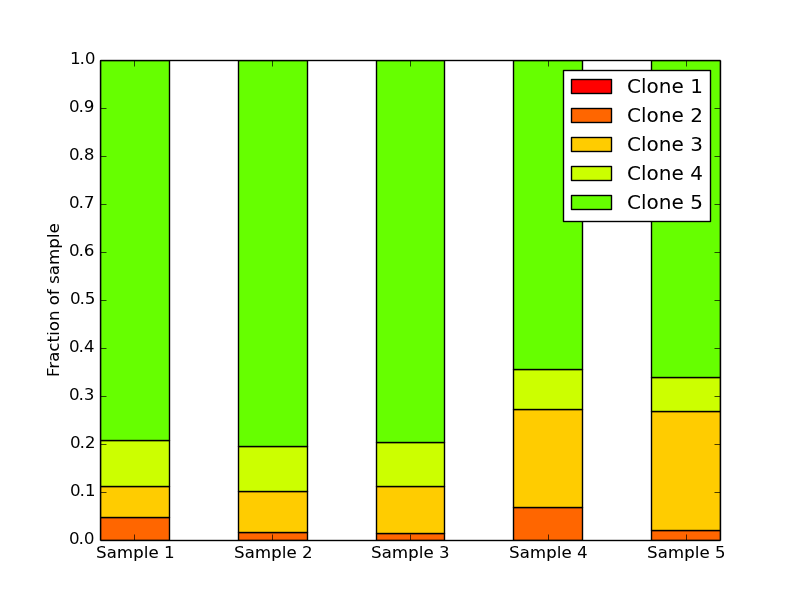 1.0
0.9
0.8
0.7
0.6
0.5
0.4
0.3
0.2
0.1
0.0
Fraction of sample
Clone 1
Clone 2
Clone 3
Clone 4
Clone 5
Sample 1 Sample 2 Sample 3 Sample 4 Sample 5